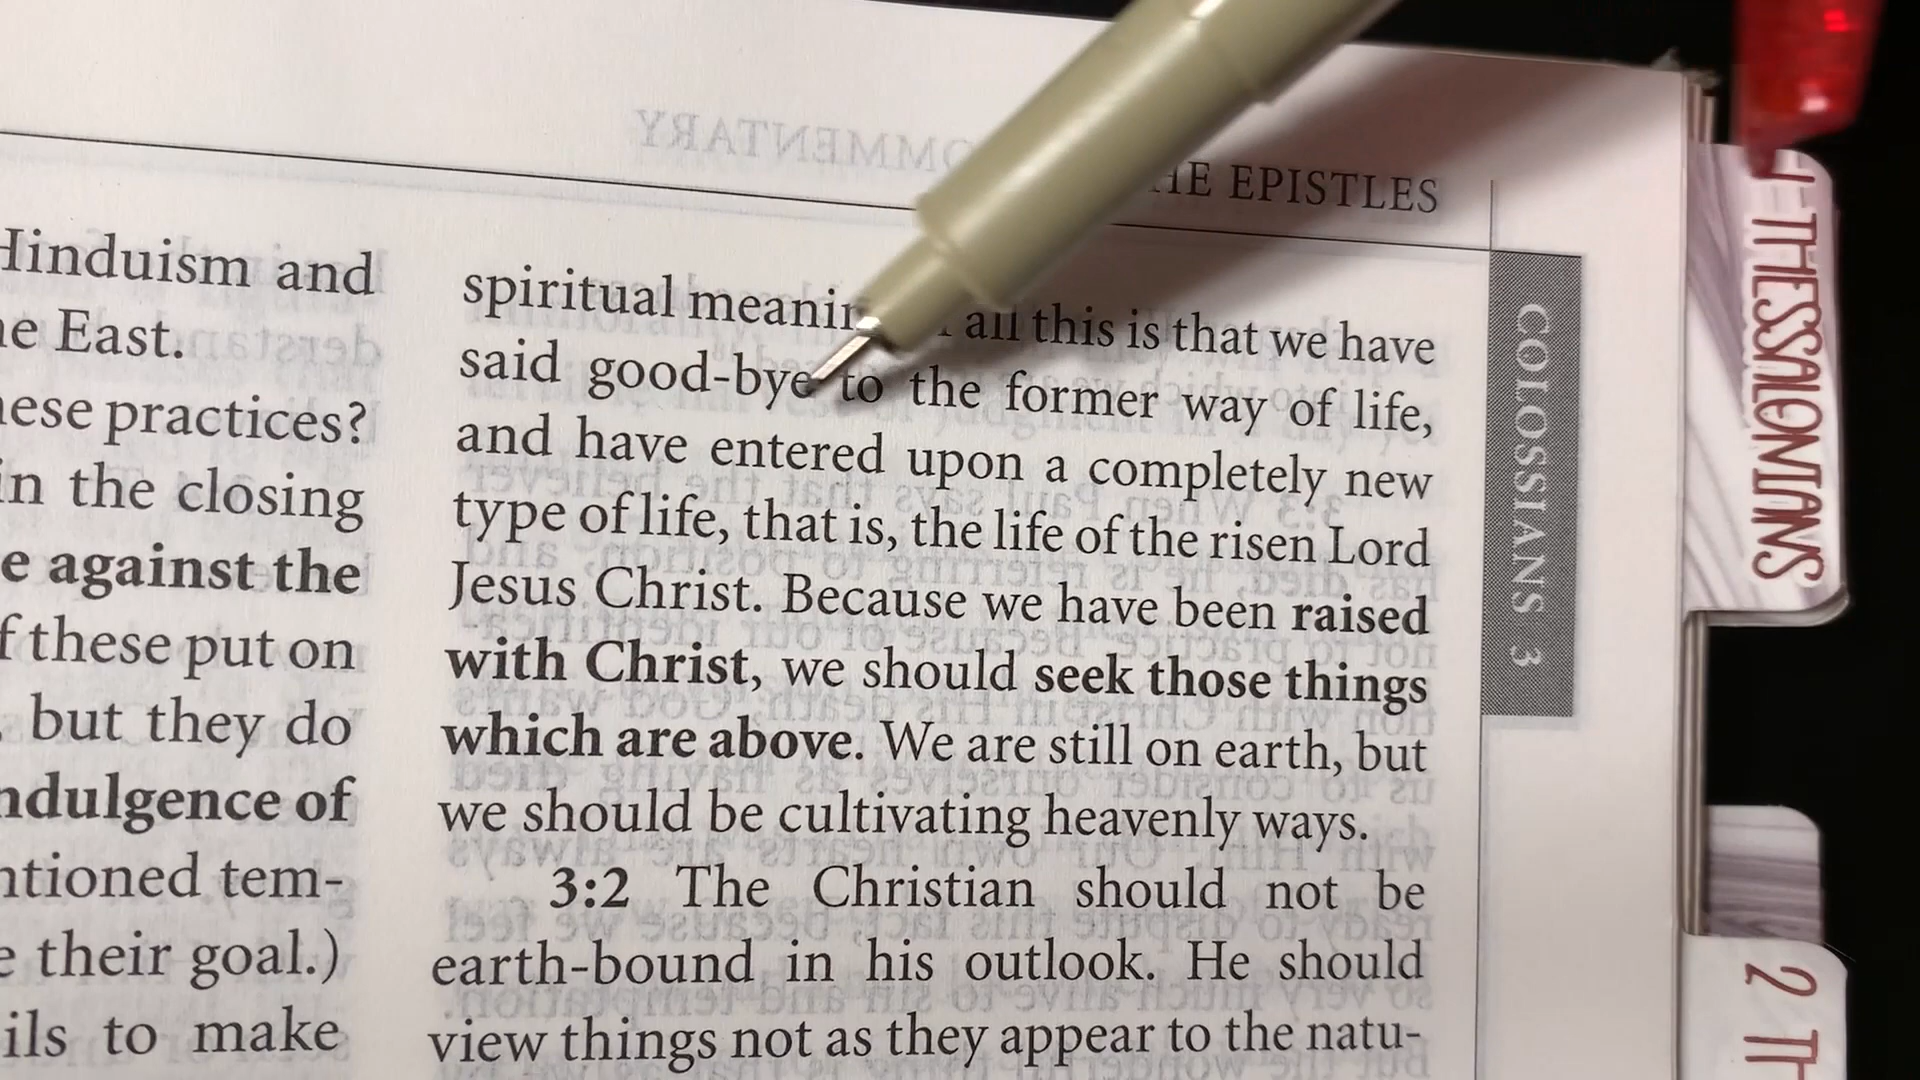 HE EPISTLES
Hinduism and
he East.
hese practices?
in the closing
e against the
f these put on
, but they do
ndulgence of
ntioned tem-
e their goal.)
ils to make
spiritual meanin all this is that we have
said good-bye to the former way of life,
and have entered upon a completely new
type of life, that is, the life of the risen Lord
Jesus Christ. Because we have been raised
with Christ, we should seek those things
which are above. We are still on earth, but
we should be cultivating heavenly ways.
3:2 The Christian should not be
earth-bound in his outlook. He should
view things not as they appear to the natu-
COLOSSIANS 3
THESSALONIANS
2 TH